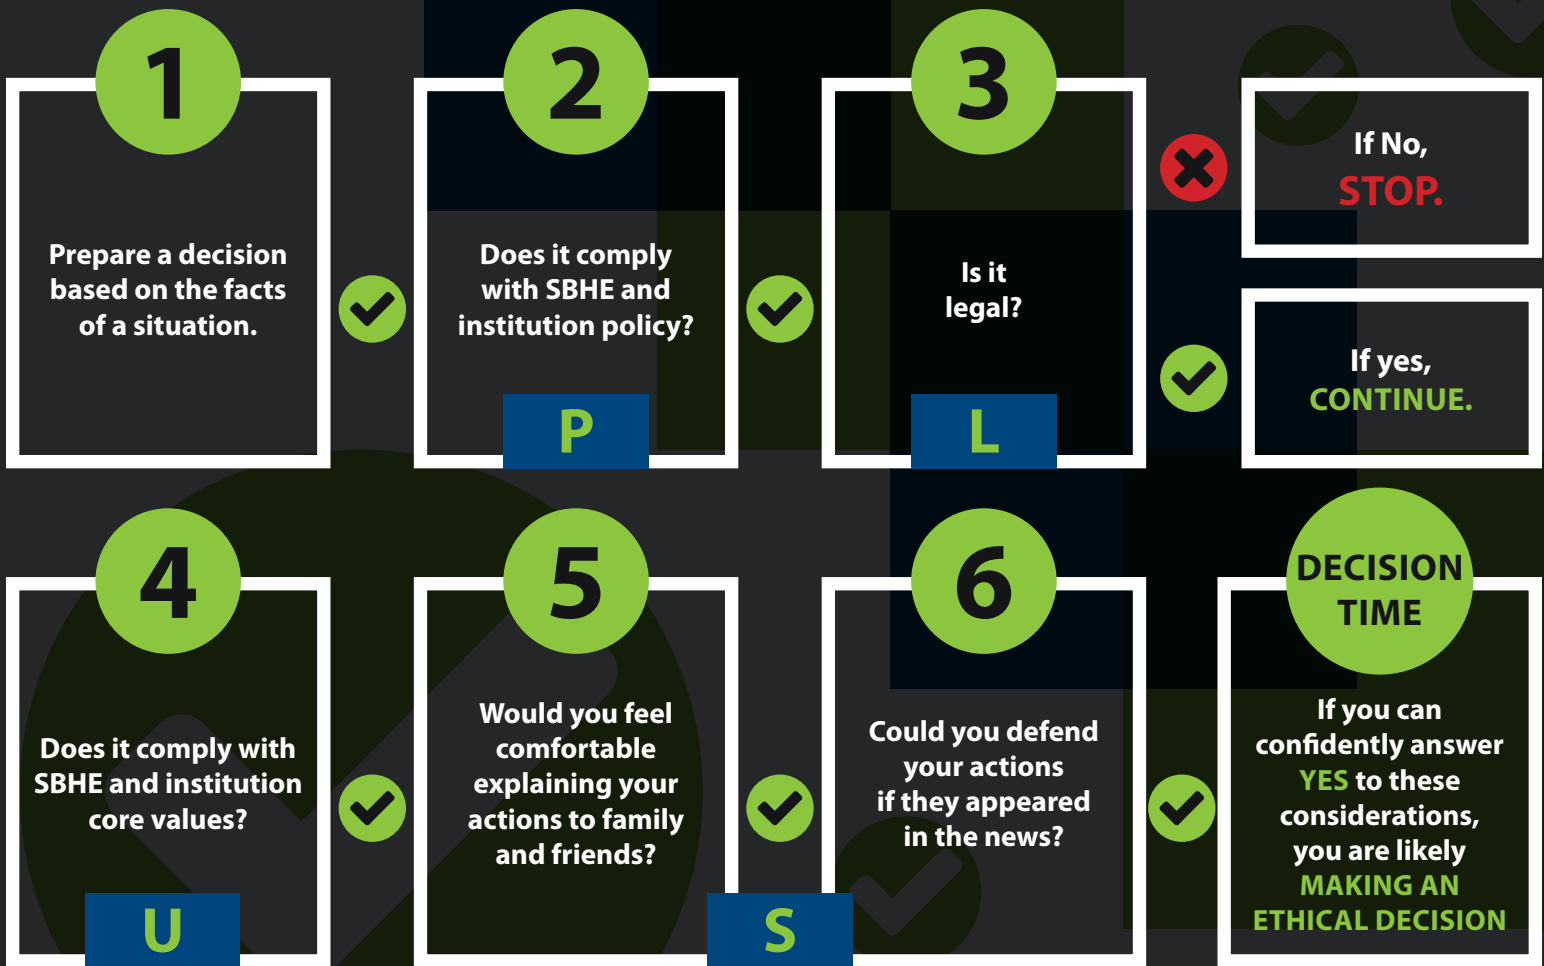 1
Prepare a decision
based on the facts
of a situation.
2
Does it comply
with SBHE and
institution policy?
P
3
Is it
legal?
L
If No,
STOP.
If yes,
CONTINUE.
4
Does it comply with
SBHE and institution
core values?
U
5
Would you feel
comfortable
explaining your
actions to family
and friends?
S
6
Could you defend
your actions
if they appeared
in the news?
DECISION
TIME
If you can
confidently answer
YES to these
considerations,
you are likely
MAKING AN
ETHICAL DECISION